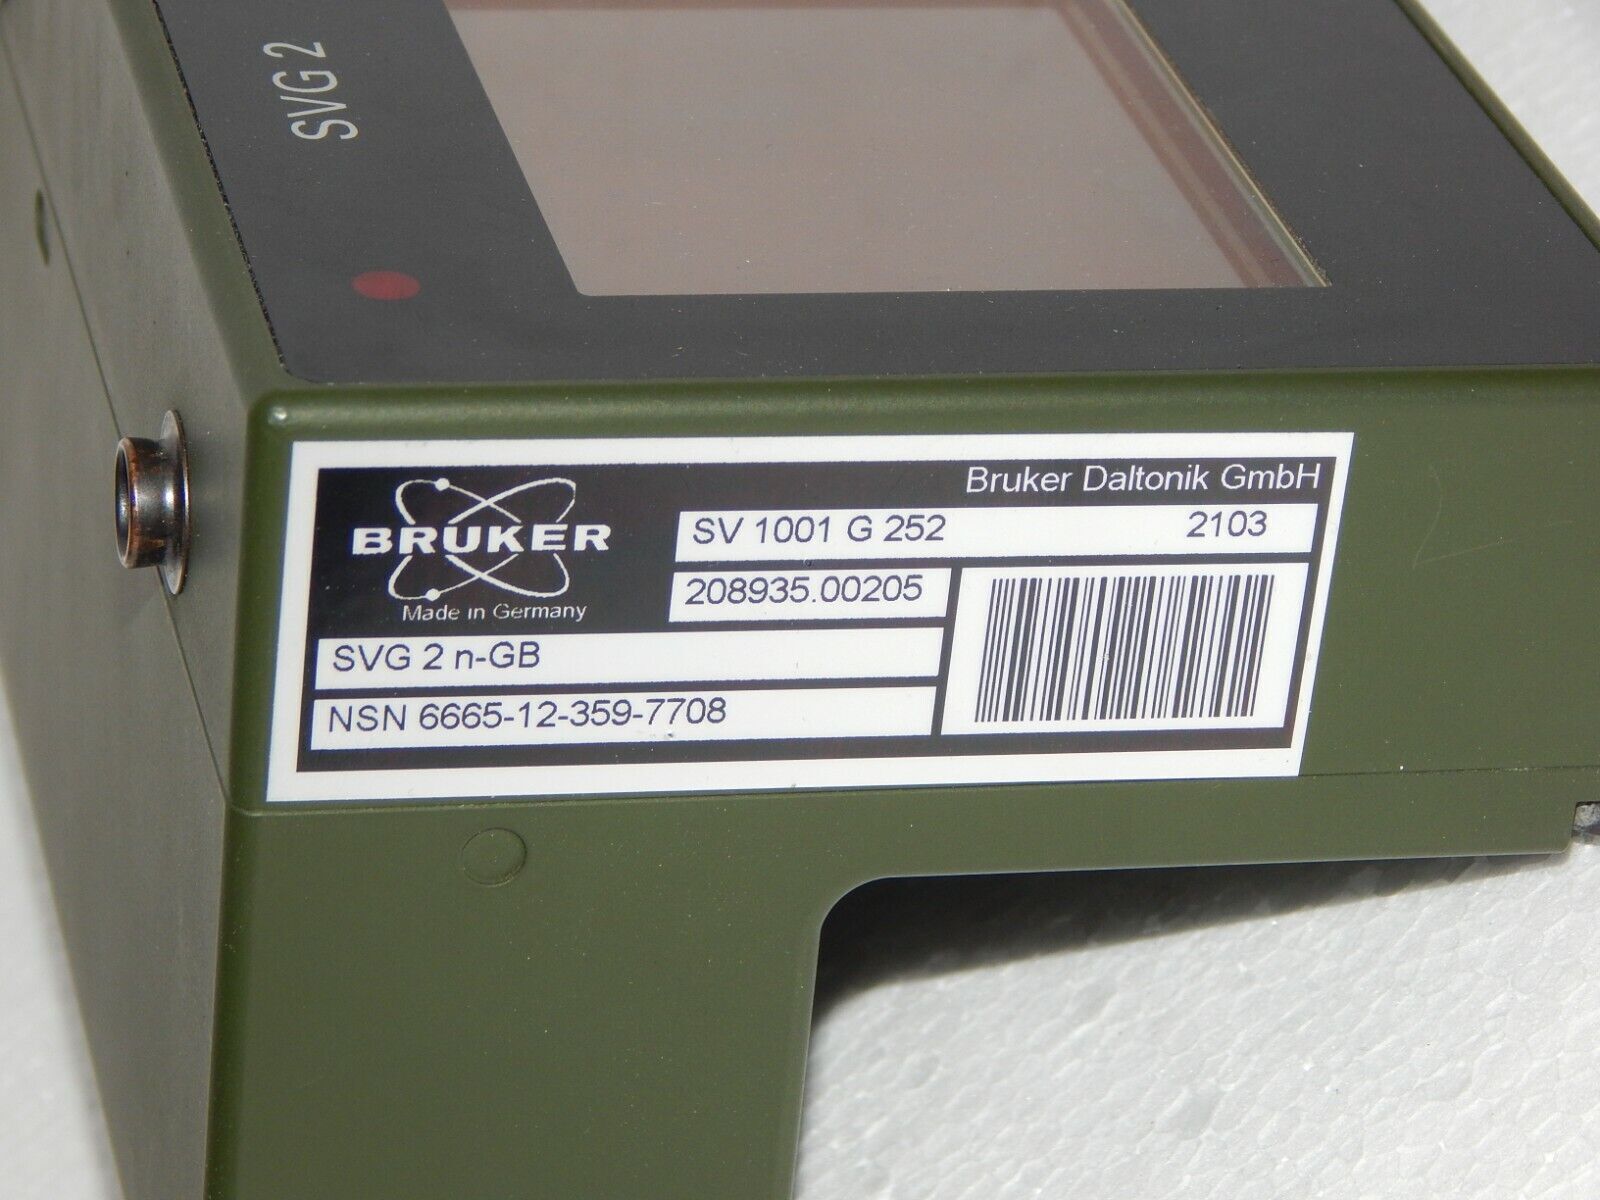 SVG 2
Bruker Daltonik GmbH
BRUKER
Made in Germany
SV 1001 G 252 2103
208935.00205
SVG 2 n-GB
NSN 6665-12-359-7708